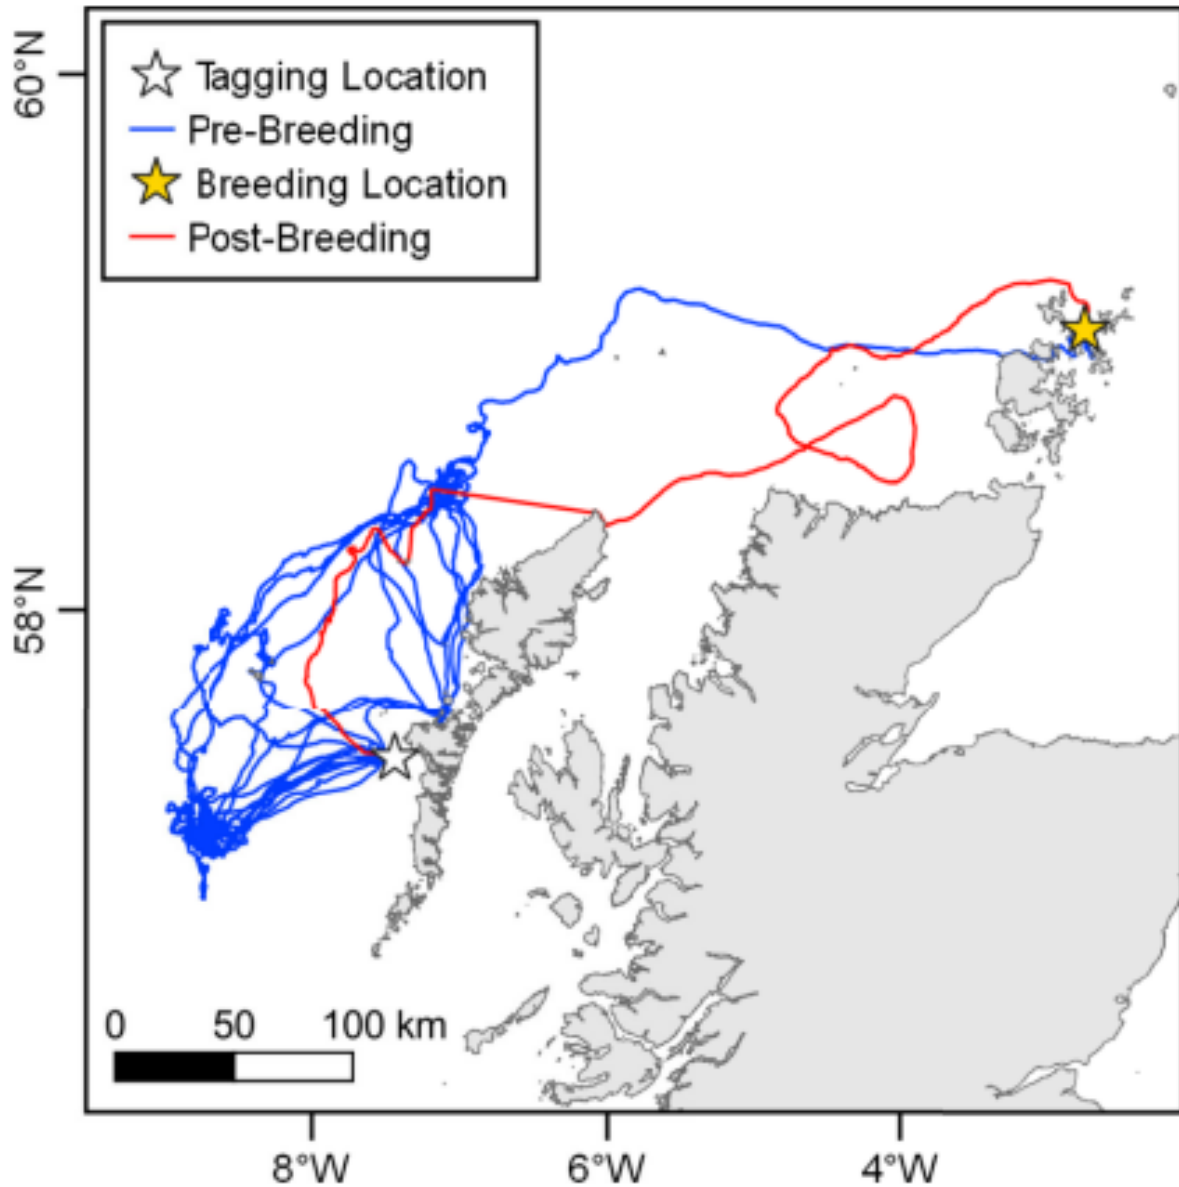 60°N
Tagging Location
Pre-Breeding
Breeding Location
Post-Breeding
58°N
0 50 100 km
8°W 6°W 4°W